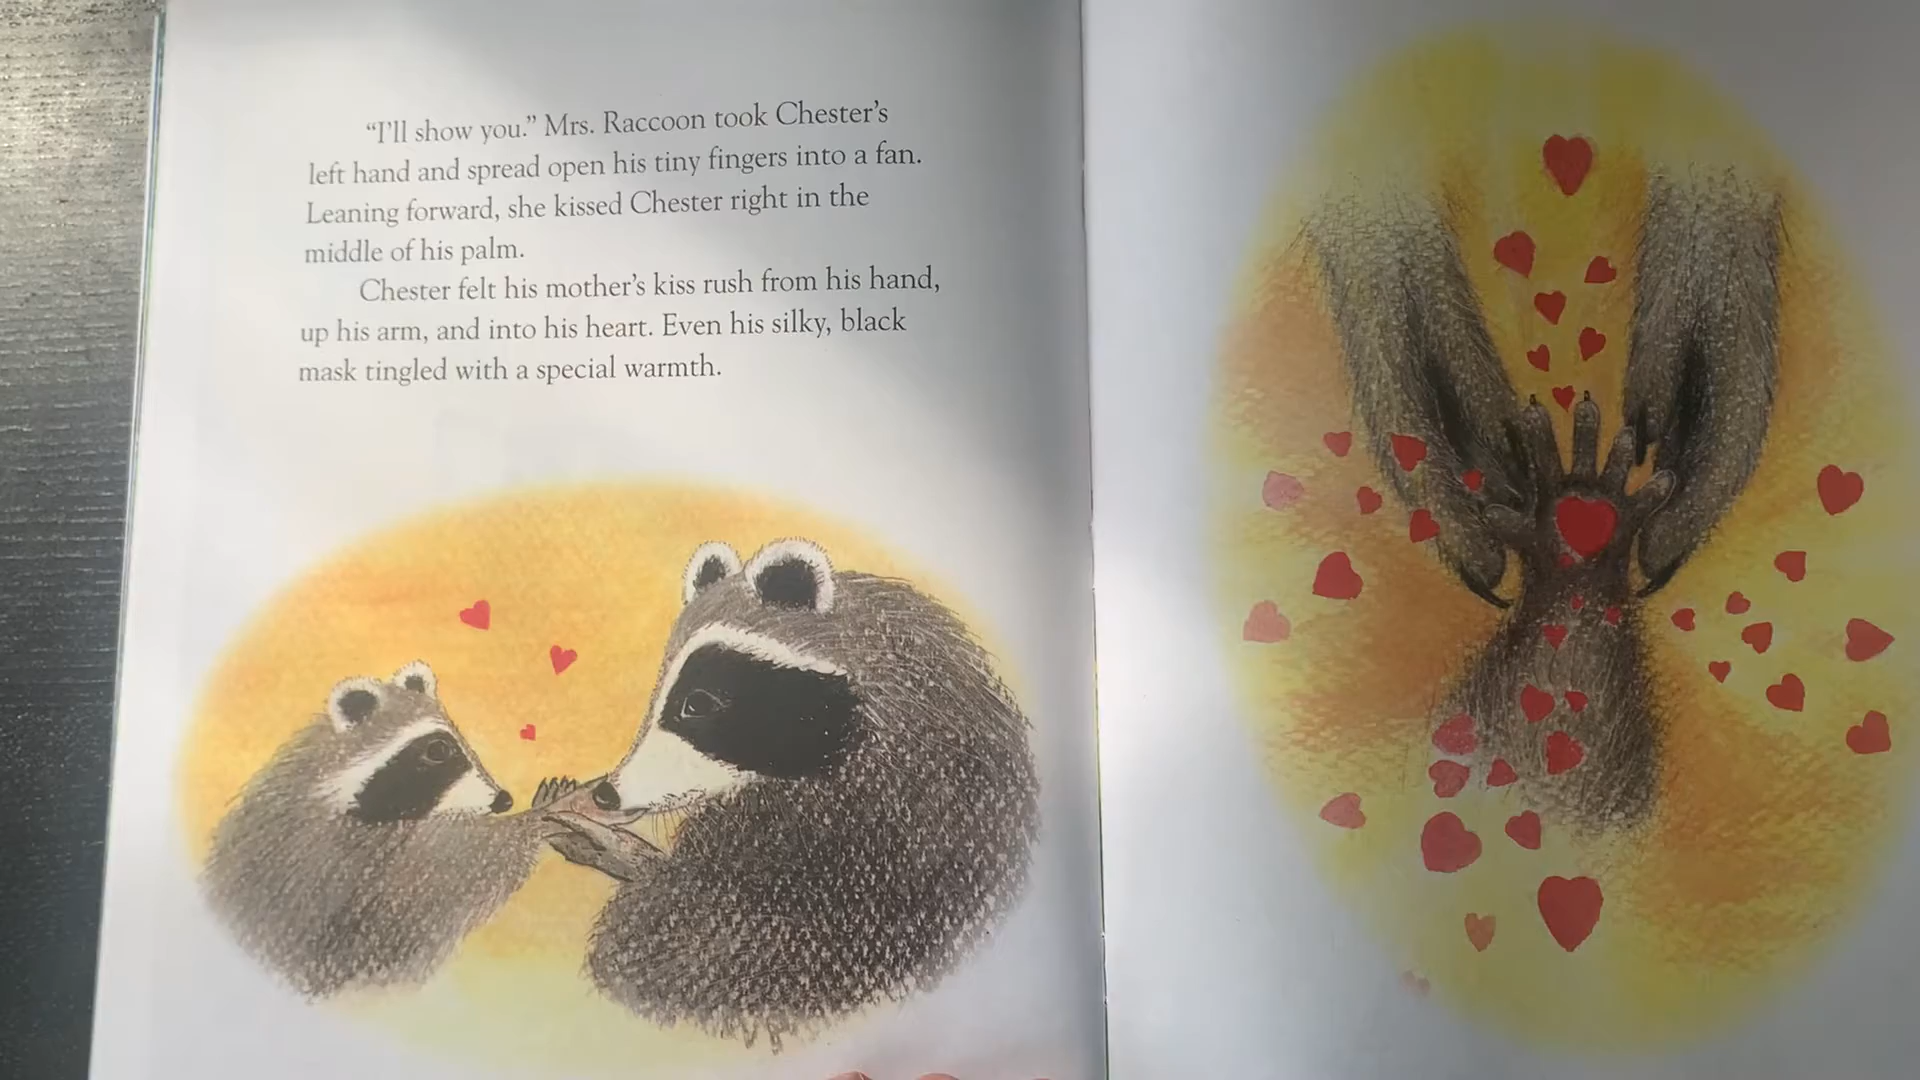 “I’ll show you.” Mrs. Raccoon took Chester’s
left hand and spread open his tiny fingers into a fan.
Leaning forward, she kissed Chester right in the
middle of his palm.
Chester felt his mother’s kiss rush from his hand,
up his arm, and into his heart. Even his silky, black
mask tingled with a special warmth.